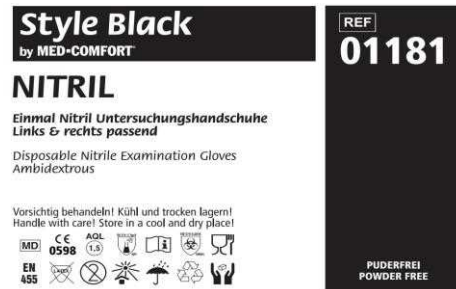 Style Black
by MED-COMFORT
NITRIL
Einmal Nitril Untersuchungshandschuhe
Links & rechts passend
Disposable Nitrile Examination Gloves
Ambidextrous
Vorsichtig behandeln! Kühl und trocken lagern!
Handle with care! Store in a cool and dry place!
MD
CE
0598
AQL
1.5
EN
455
REF
01181
PUDERFREI
POWDER FREE